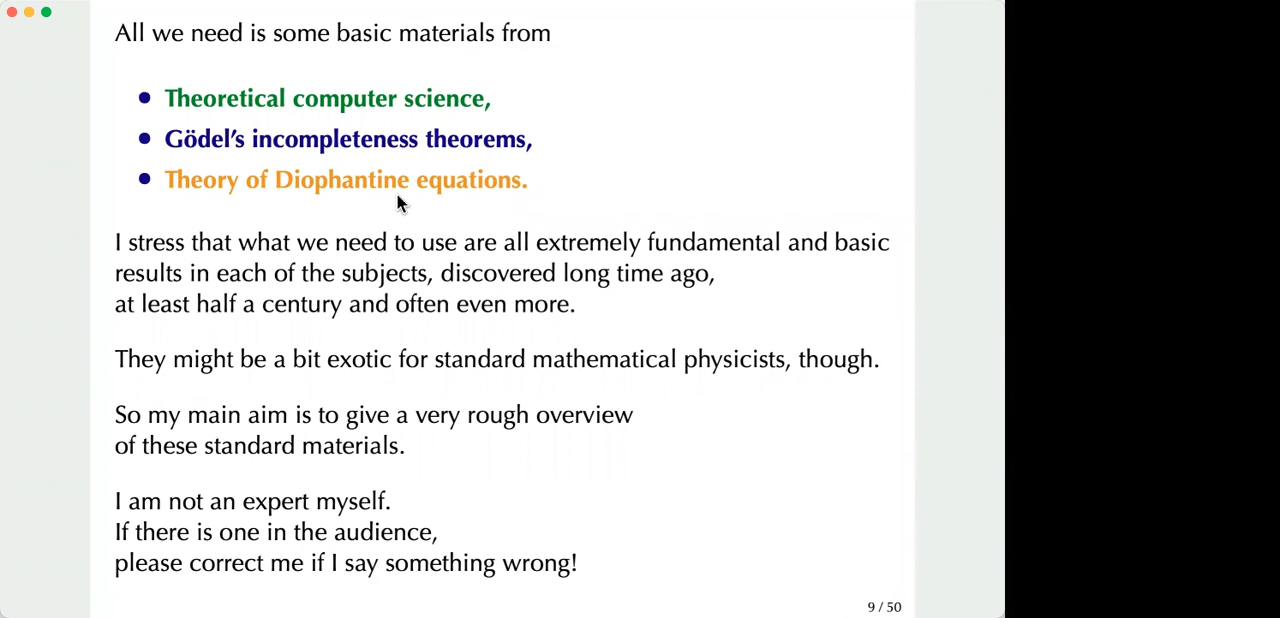 All we need is some basic materials from
• Theoretical computer science,
• Gödel's incompleteness theorems,
• Theory of Diophantine equations.
I stress that what we need to use are all extremely fundamental and basic
results in each of the subjects, discovered long time ago,
at least half a century and often even more.
They might be a bit exotic for standard mathematical physicists, though.
So my main aim is to give a very rough overview
of these standard materials.
I am not an expert myself.
If there is one in the audience,
please correct me if I say something wrong!
9 / 50